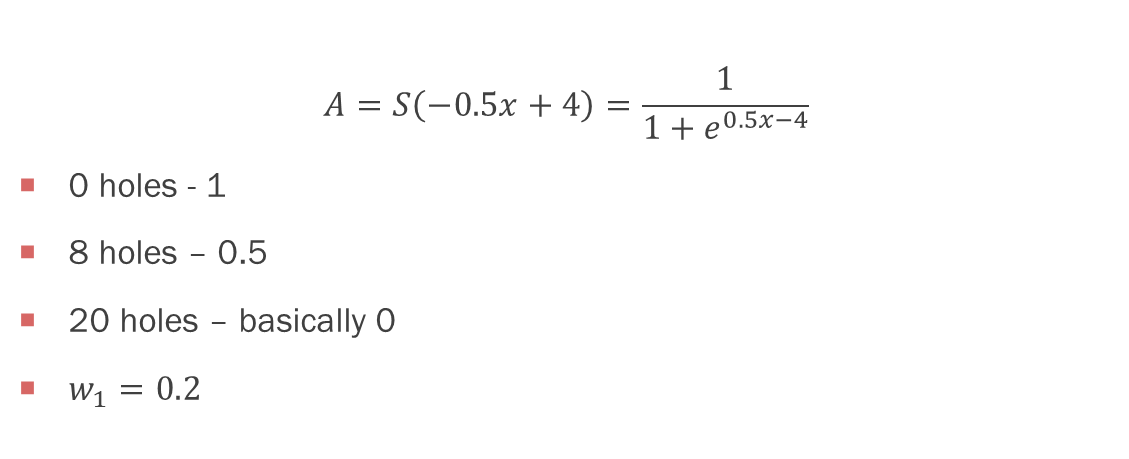 A = S(−0.5x + 4) = \frac{1}{1 + e^{0.5x−4}}
▪ 0 holes - 1
▪ 8 holes – 0.5
▪ 20 holes – basically 0
▪ w₁ = 0.2